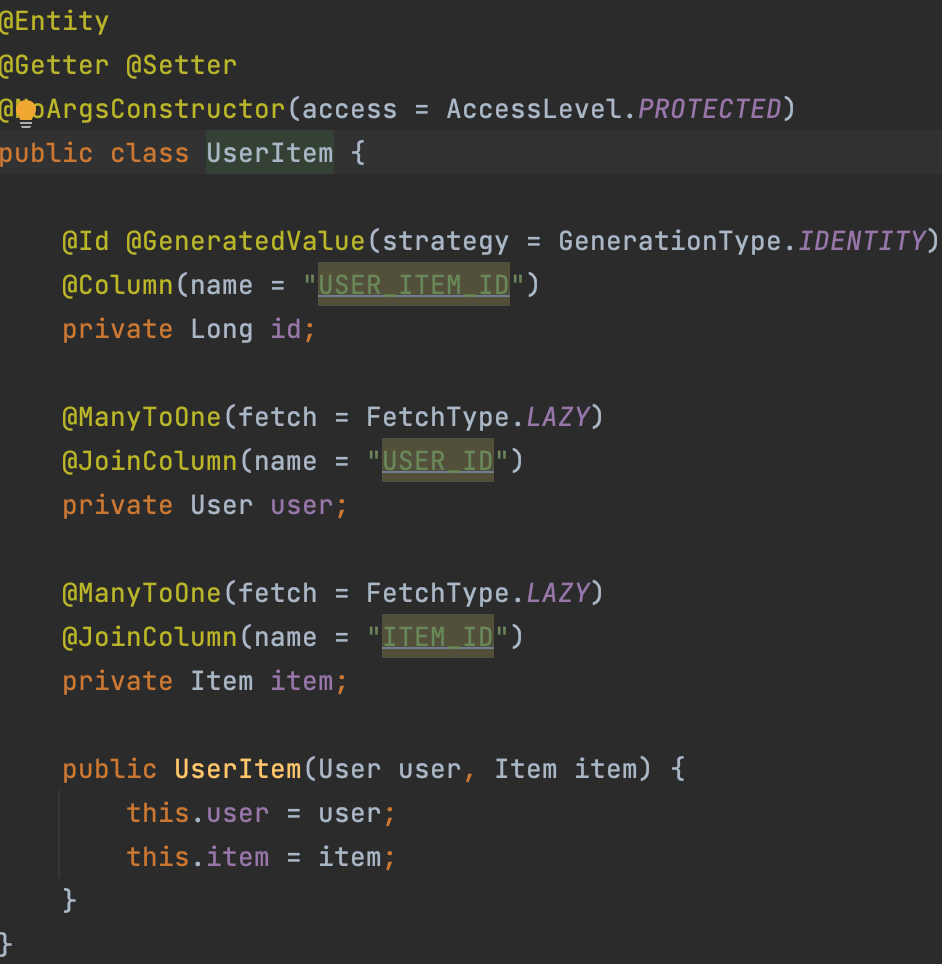 @Entity
@Getter @Setter
@NoArgsConstructor(access = AccessLevel.PROTECTED)
public class UserItem {
@Id @GeneratedValue(strategy = GenerationType.IDENTITY)
@Column(name = "USER_ITEM_ID")
private Long id;
@ManyToOne(fetch = FetchType.LAZY)
@JoinColumn(name = "USER_ID")
private User user;
@ManyToOne(fetch = FetchType.LAZY)
@JoinColumn(name = "ITEM_ID")
private Item item;
public UserItem(User user, Item item) {
this.user = user;
this.item = item;
}
}